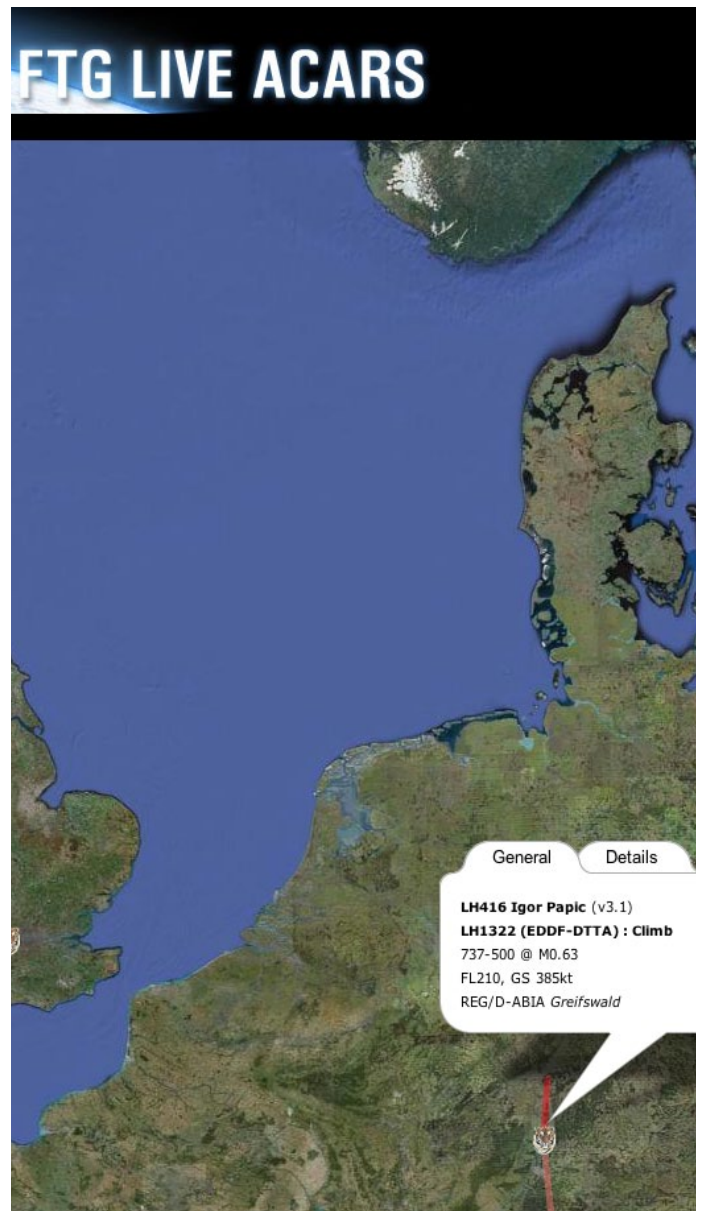 FTG LIVE ACARS
General Details
LH416 Igor Papic (v3.1)
LH1322 (EDDF-DTTA) : Climb
737-500 @ M0.63
FL210, GS 385kt
REG/D-ABIA Greifswald